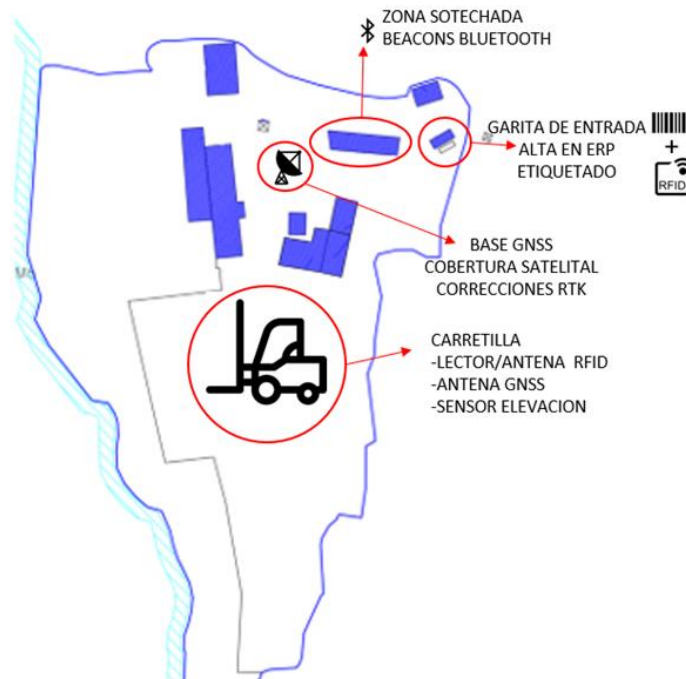 ZONA SOTECHADA
BEACONS BLUETOOTH
GARITA DE ENTRADA
ALTA EN ERP
+
ETIQUETADO
RFID
BASE GNSS
COBERTURA SATELITAL
CORRECCIONES RTK
CARRETILLA
-LECTOR/ANTENA RFID
-ANTENA GNSS
-SENSOR ELEVACION